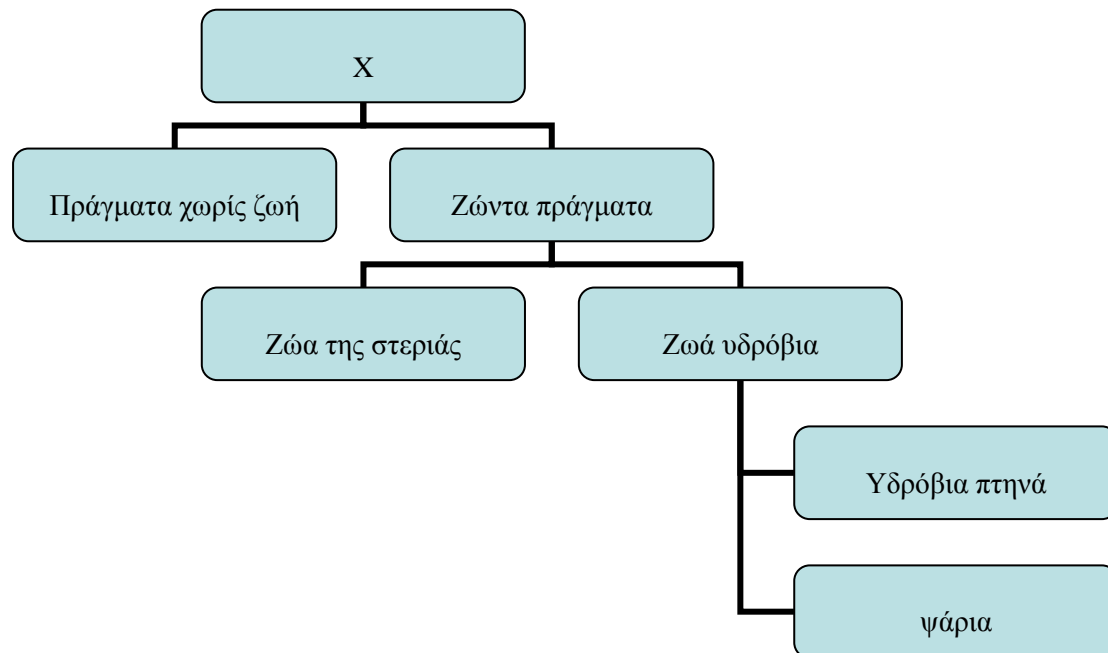 Χ
Πράγματα χωρίς ζωή
Ζώντα πράγματα
Ζώα της στεριάς
Ζωά υδρόβια
Υδρόβια πτηνά
ψάρια